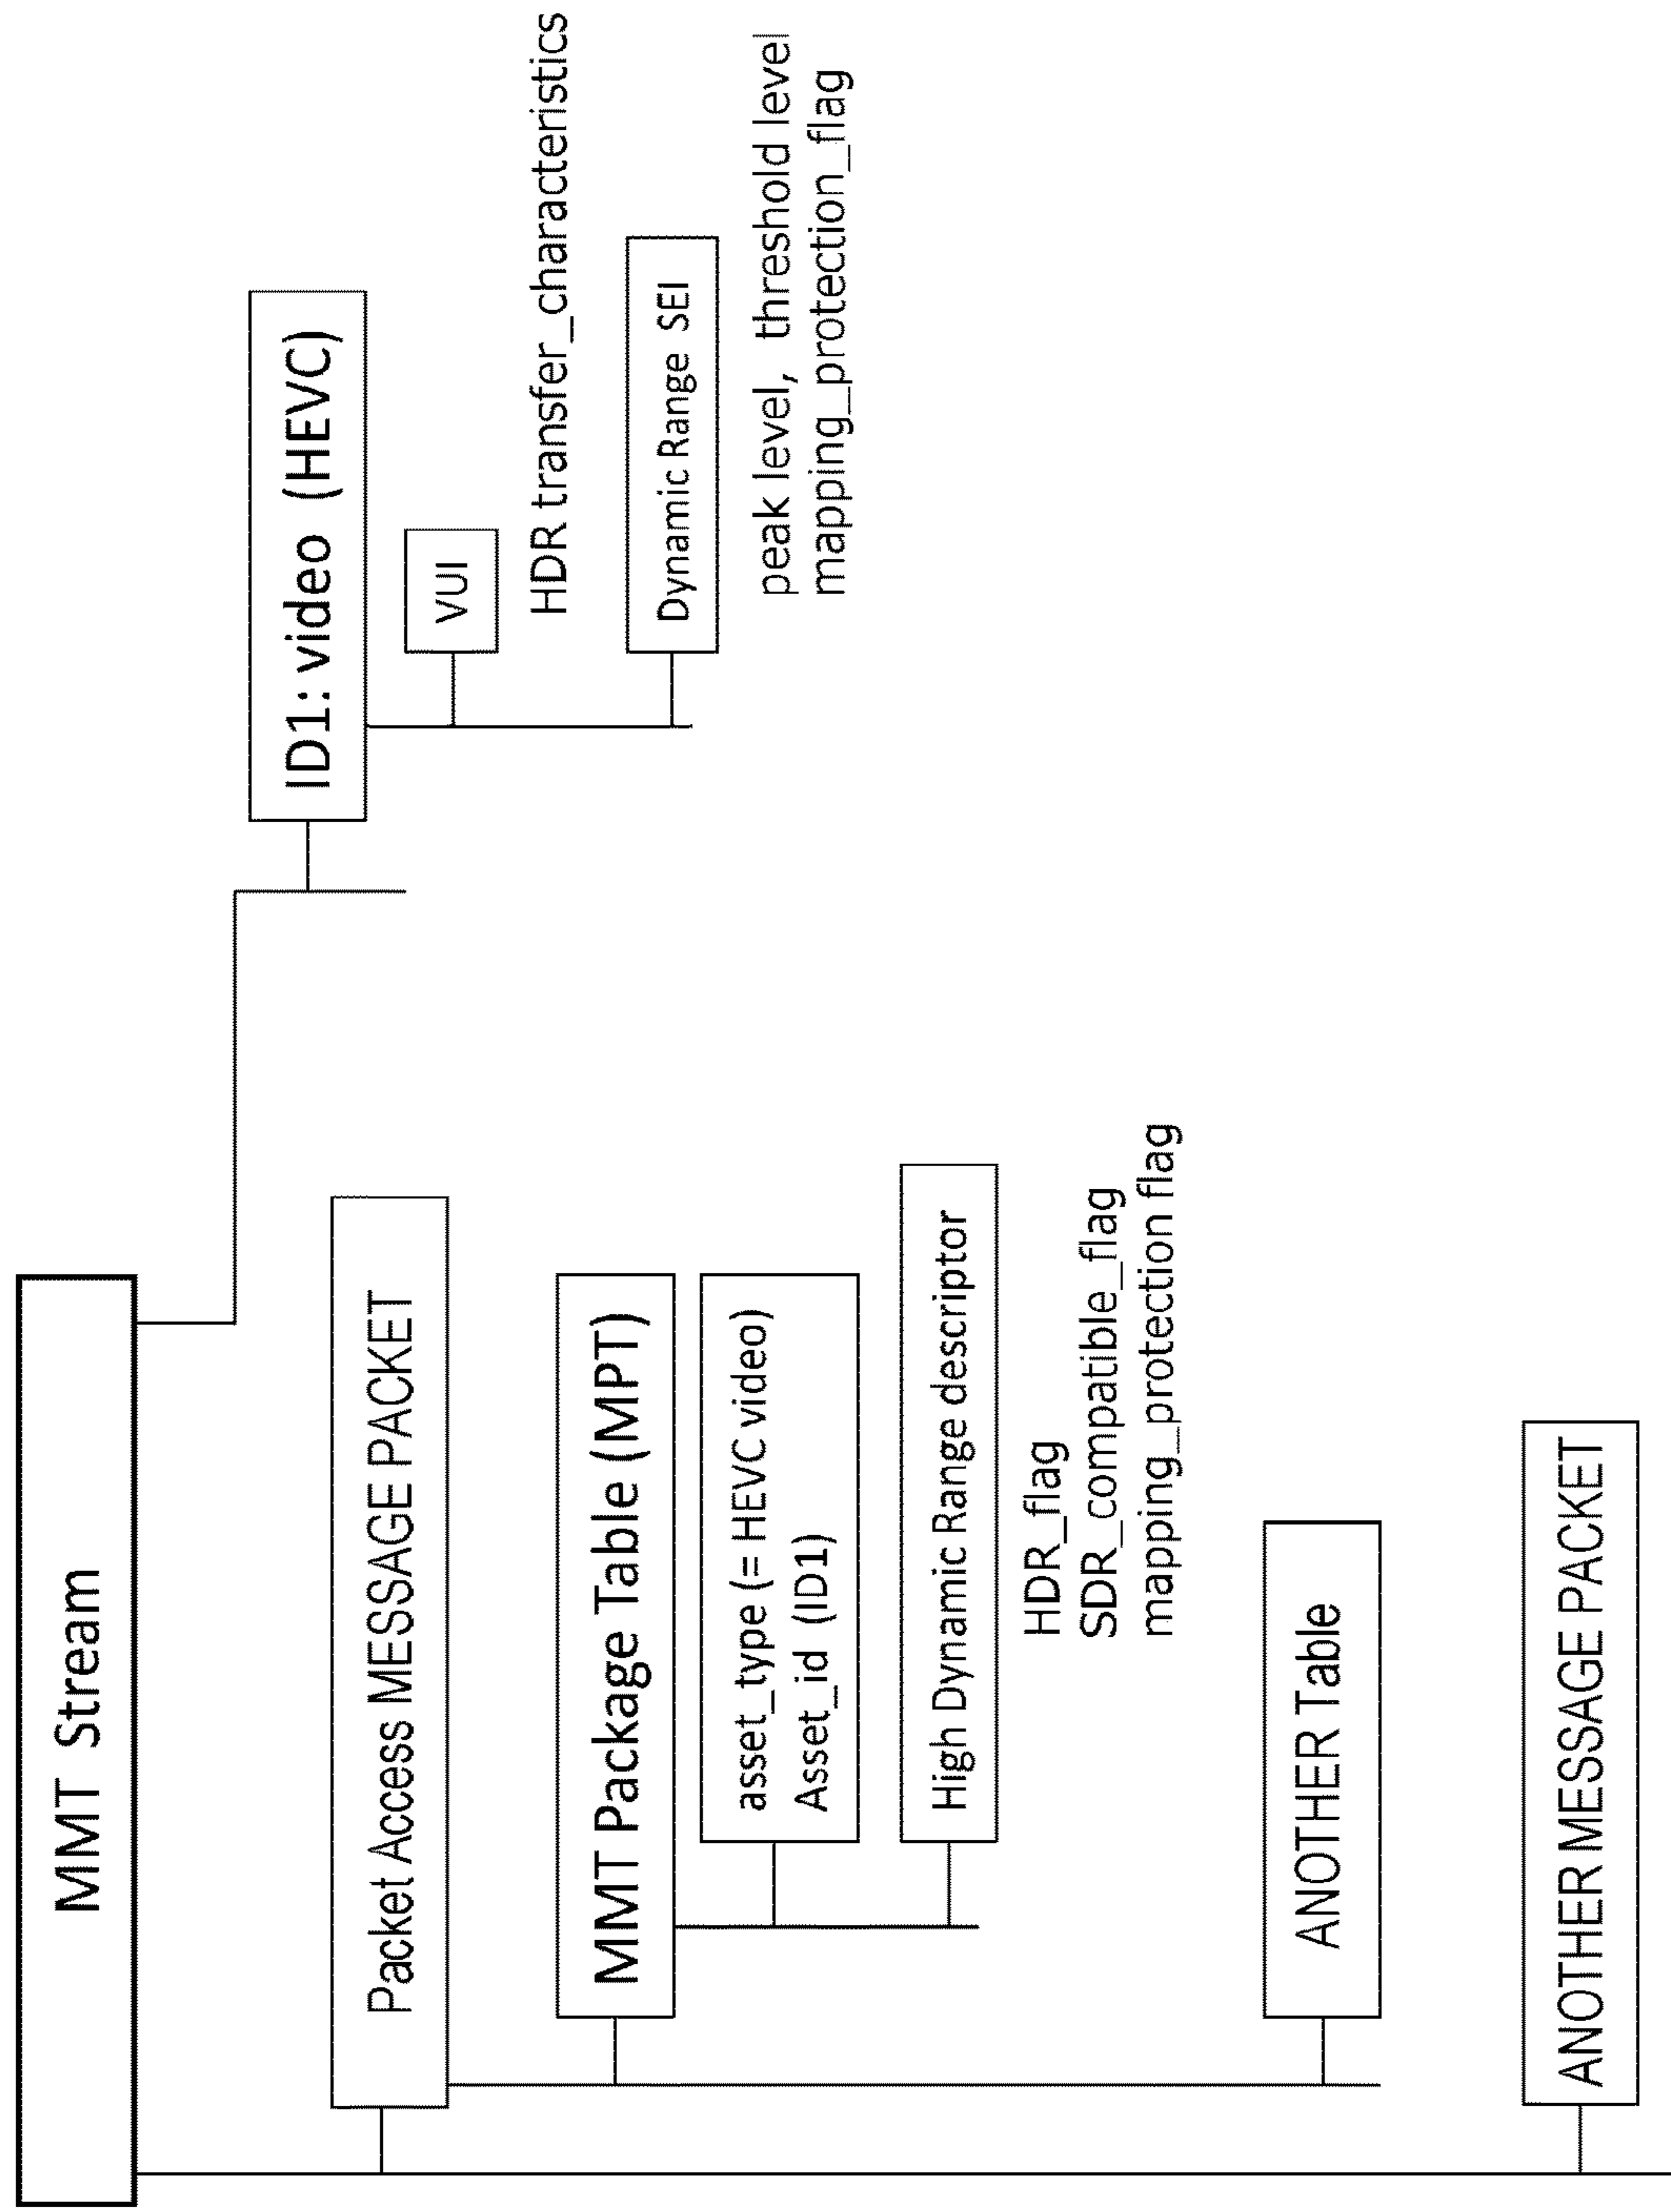 MMT Stream
Packet Access MESSAGE PACKET
MMT Package Table (MPT)
asset_type (= HEVC video)
Asset_id (ID1)
High Dynamic Range descriptor
HDR_flag
SDR_compatible_flag
mapping_protection flag
ANOTHER Table
ANOTHER MESSAGE PACKET
ID1: video (HEVC)
VUI
HDR transfer_characteristics
Dynamic Range SEI
peak level, threshold level
mapping_protection_flag